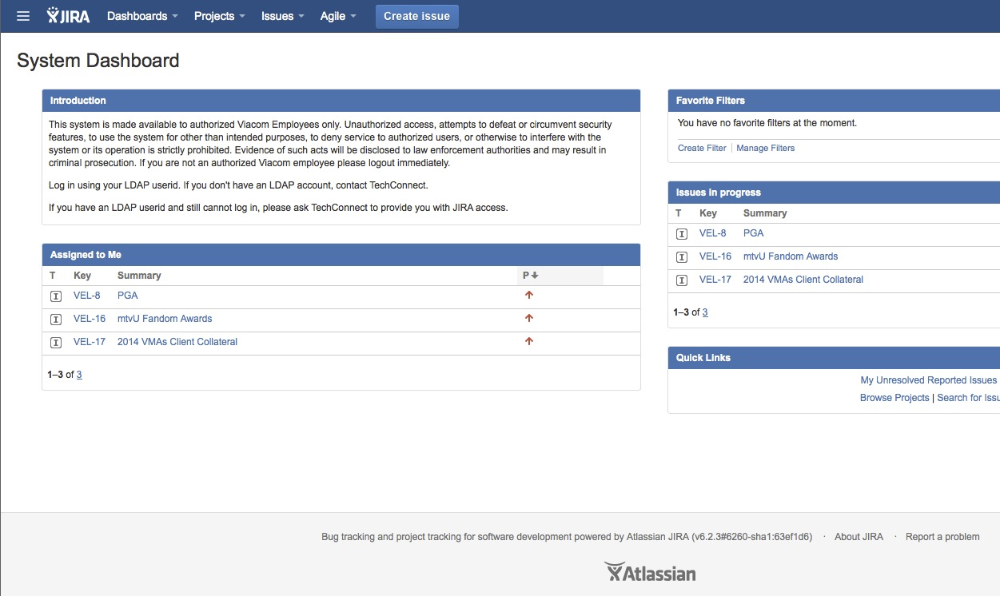 JIRA Dashboards Projects Issues Agile Create issue
System Dashboard
Introduction
This system is made available to authorized Viacom Employees only. Unauthorized access, attempts to defeat or circumvent security
features, to use the system for other than intended purposes, to deny service to authorized users, or otherwise to interfere with the
system or its operation is strictly prohibited. Evidence of such acts will be disclosed to law enforcement authorities and may result in
criminal prosecution. If you are not an authorized Viacom employee please logout immediately.
Log in using your LDAP userid. If you don't have an LDAP account, contact TechConnect.
If you have an LDAP userid and still cannot log in, please ask TechConnect to provide you with JIRA access.
Assigned to Me
T Key Summary P
VEL-8 PGA
VEL-16 mtvU Fandom Awards
VEL-17 2014 VMAs Client Collateral
1–3 of 3
Favorite Filters
You have no favorite filters at the moment.
Create Filter Manage Filters
Issues in progress
T Key Summary
VEL-8 PGA
VEL-16 mtvU Fandom Awards
VEL-17 2014 VMAs Client Collateral
1–3 of 3
Quick Links
My Unresolved Reported Issues
Browse Projects | Search for Issu
Bug tracking and project tracking for software development powered by Atlassian JIRA (v6.2.3#6260-sha1:63ef1d6) · About JIRA · Report a problem
Atlassian